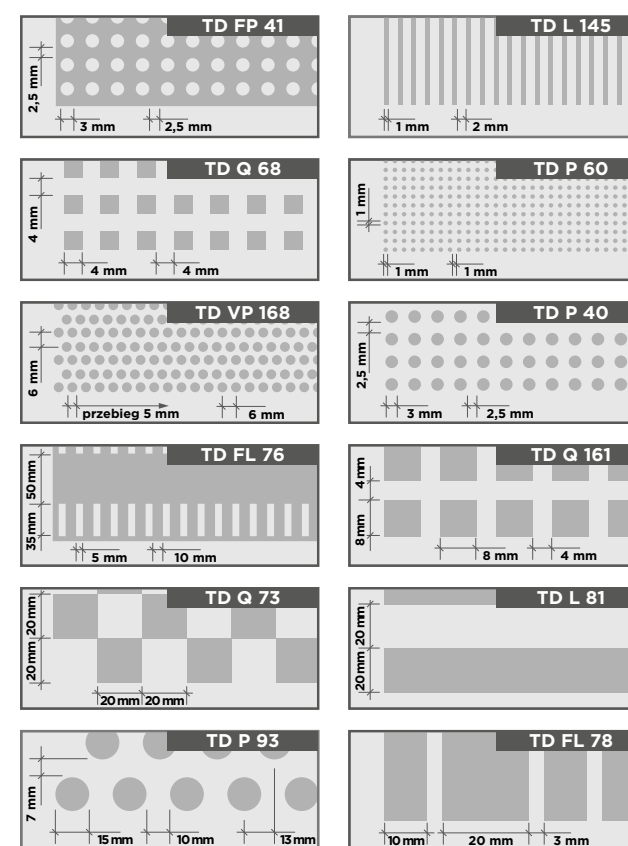 TD FP 41
2,5 mm
3 mm
2,5 mm
TD L 145
1 mm
2 mm
TD Q 68
4 mm
4 mm
4 mm
TD P 60
1 mm
1 mm
1 mm
TD VP 168
6 mm
przebieg 5 mm
6 mm
TD P 40
2,5 mm
3 mm
2,5 mm
TD FL 76
50 mm
35 mm
5 mm
10 mm
TD Q 161
4 mm
8 mm
8 mm
4 mm
TD Q 73
20 mm
20 mm
20 mm
20 mm
TD L 81
20 mm
20 mm
TD P 93
7 mm
15 mm
10 mm
13 mm
TD FL 78
10 mm
20 mm
3 mm